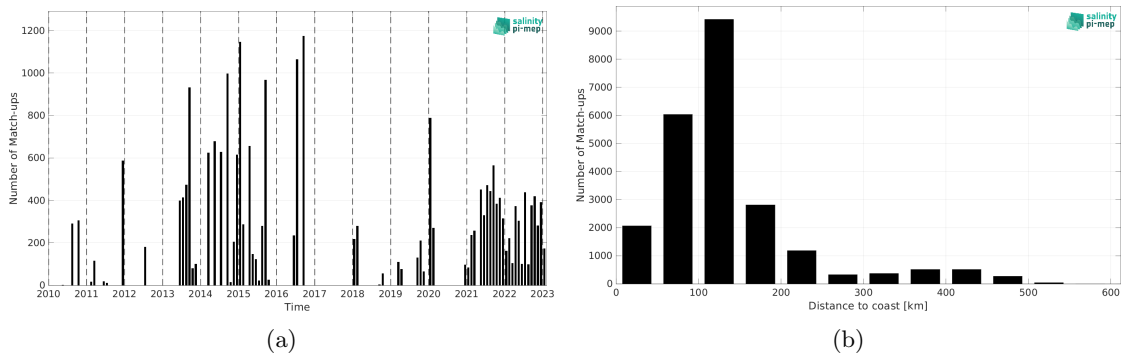 salinity
pi-mep
1200
1000
800
600
400
200
0
Number of Match-ups
2010 2011 2012 2013 2014 2015 2016 2017 2018 2019 2020 2021 2022 2023
Time
(a)
salinity
pi-mep
9000
8000
7000
6000
5000
4000
3000
2000
1000
0
Number of Match-ups
0 100 200 300 400 500 600
Distance to coast [km]
(b)